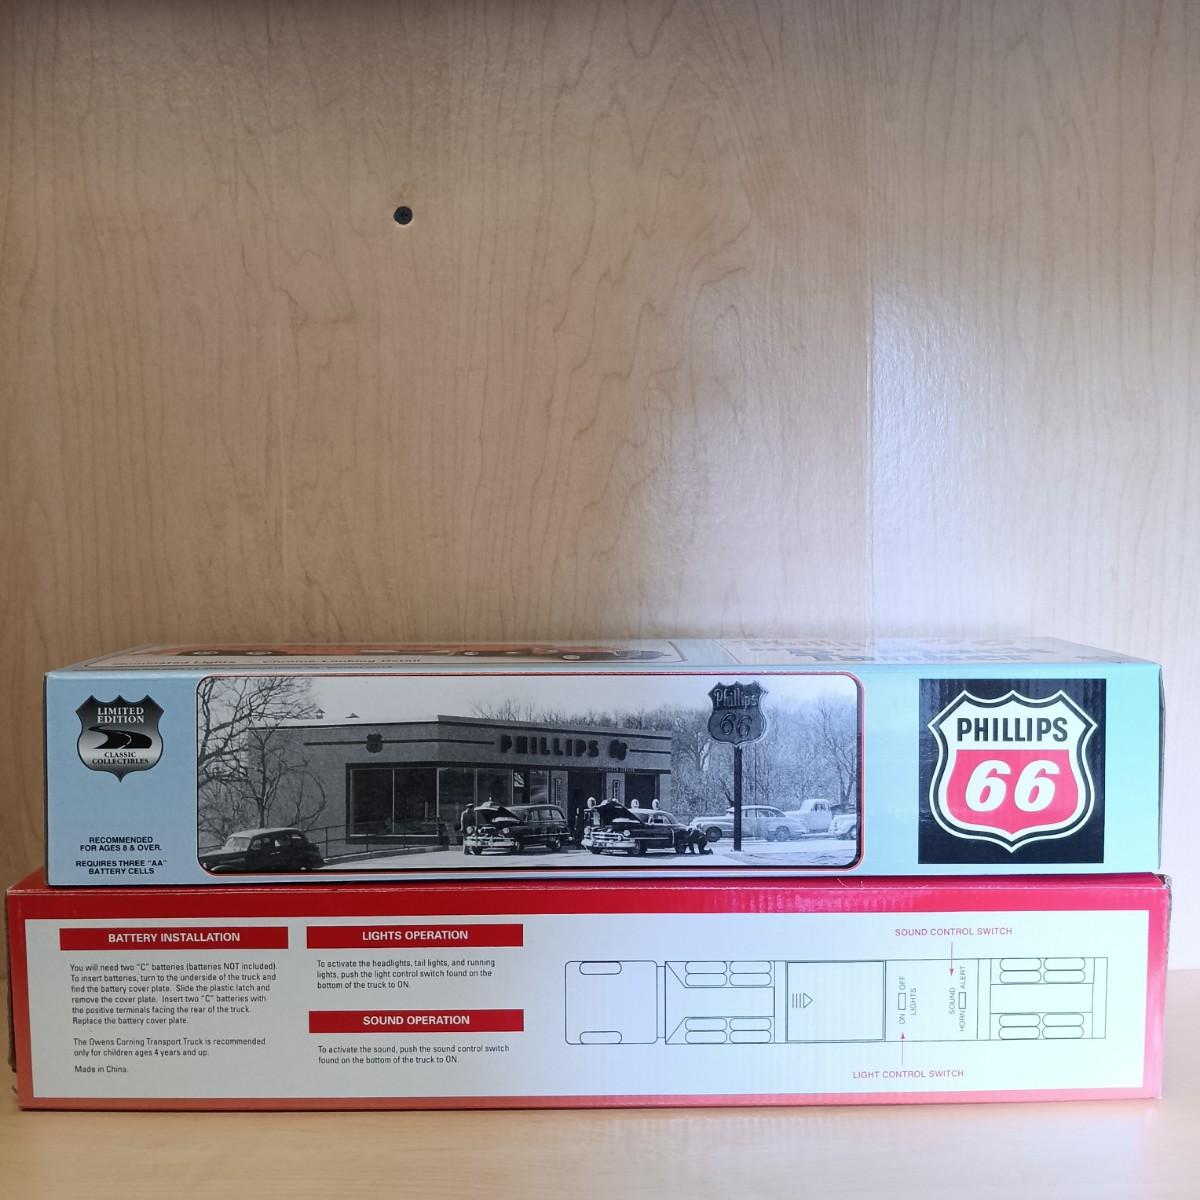 Illuminated Lights
Chrome-Looking Detail
LIMITED
EDITION
CLASSIC
COLLECTIBLES
RECOMMENDED
FOR AGES 8 & OVER.
REQUIRES THREE "AA"
BATTERY CELLS
PHILLIPS 66
Phillips
66
PHILLIPS
66
BATTERY INSTALLATION
You will need two "C" batteries (batteries NOT included).
To insert batteries, turn to the underside of the truck and
find the battery cover plate. Slide the plastic latch and
remove the cover plate. Insert two "C" batteries with
the positive terminals facing the rear of the truck.
Replace the battery cover plate.
The Owens Corning Transport Truck is recommended
only for children ages 4 years and up.
Made in China.
LIGHTS OPERATION
To activate the headlights, tail lights, and running
lights, push the light control switch found on the
bottom of the truck to ON.
SOUND OPERATION
To activate the sound, push the sound control switch
found on the bottom of the truck to ON.
SOUND CONTROL SWITCH
ON OFF
LIGHTS
SOUND
HORN ALERT
LIGHT CONTROL SWITCH